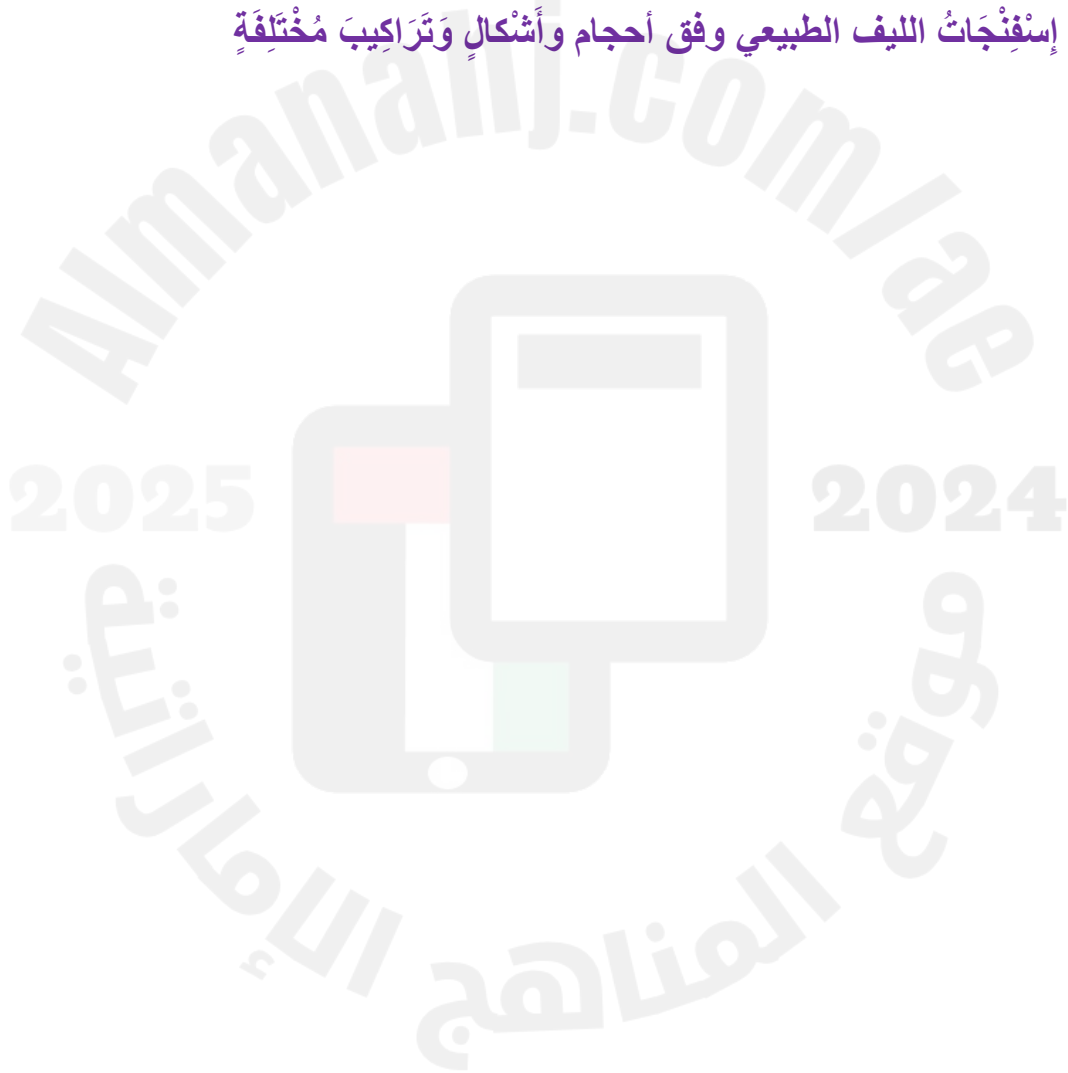 إِسْفِنْجَاتُ الليف الطبيعي وفق أحجام وأَشْكالٍ وَتَرَاكِيبَ مُخْتَلِفَةٍ
Almanahj.com/ae
2025 2024
موقع المناهج الإماراتية